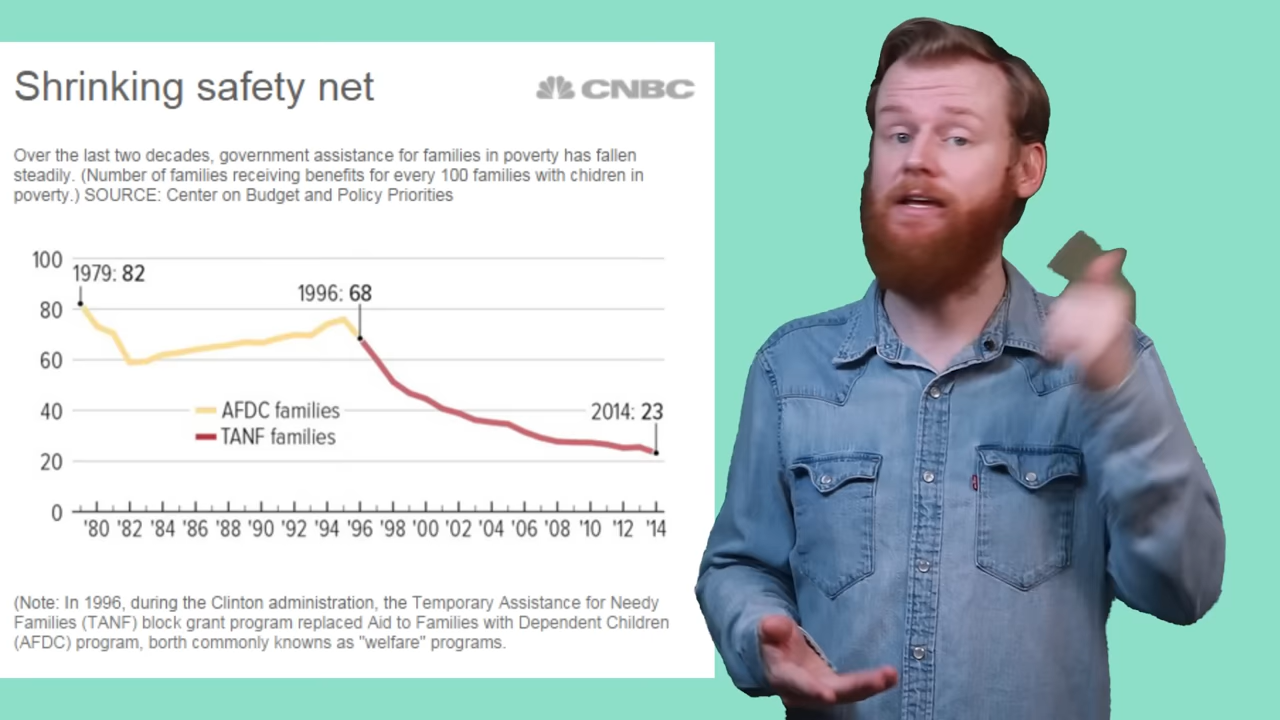 Shrinking safety net
CNBC
Over the last two decades, government assistance for families in poverty has fallen
steadily. (Number of families receiving benefits for every 100 families with chidren in
poverty.) SOURCE: Center on Budget and Policy Priorities
100
1979: 82
1996: 68
80
60
40
AFDC families
2014: 23
TANF families
20
0
'80 '82 '84 '86 '88 '90 '92 '94 '96 '98 '00 '02 '04 '06 '08 '10 '12 '14
(Note: In 1996, during the Clinton administration, the Temporary Assistance for Needy
Families (TANF) block grant program replaced Aid to Families with Dependent Children
(AFDC) program, borth commonly knowns as "welfare" programs.